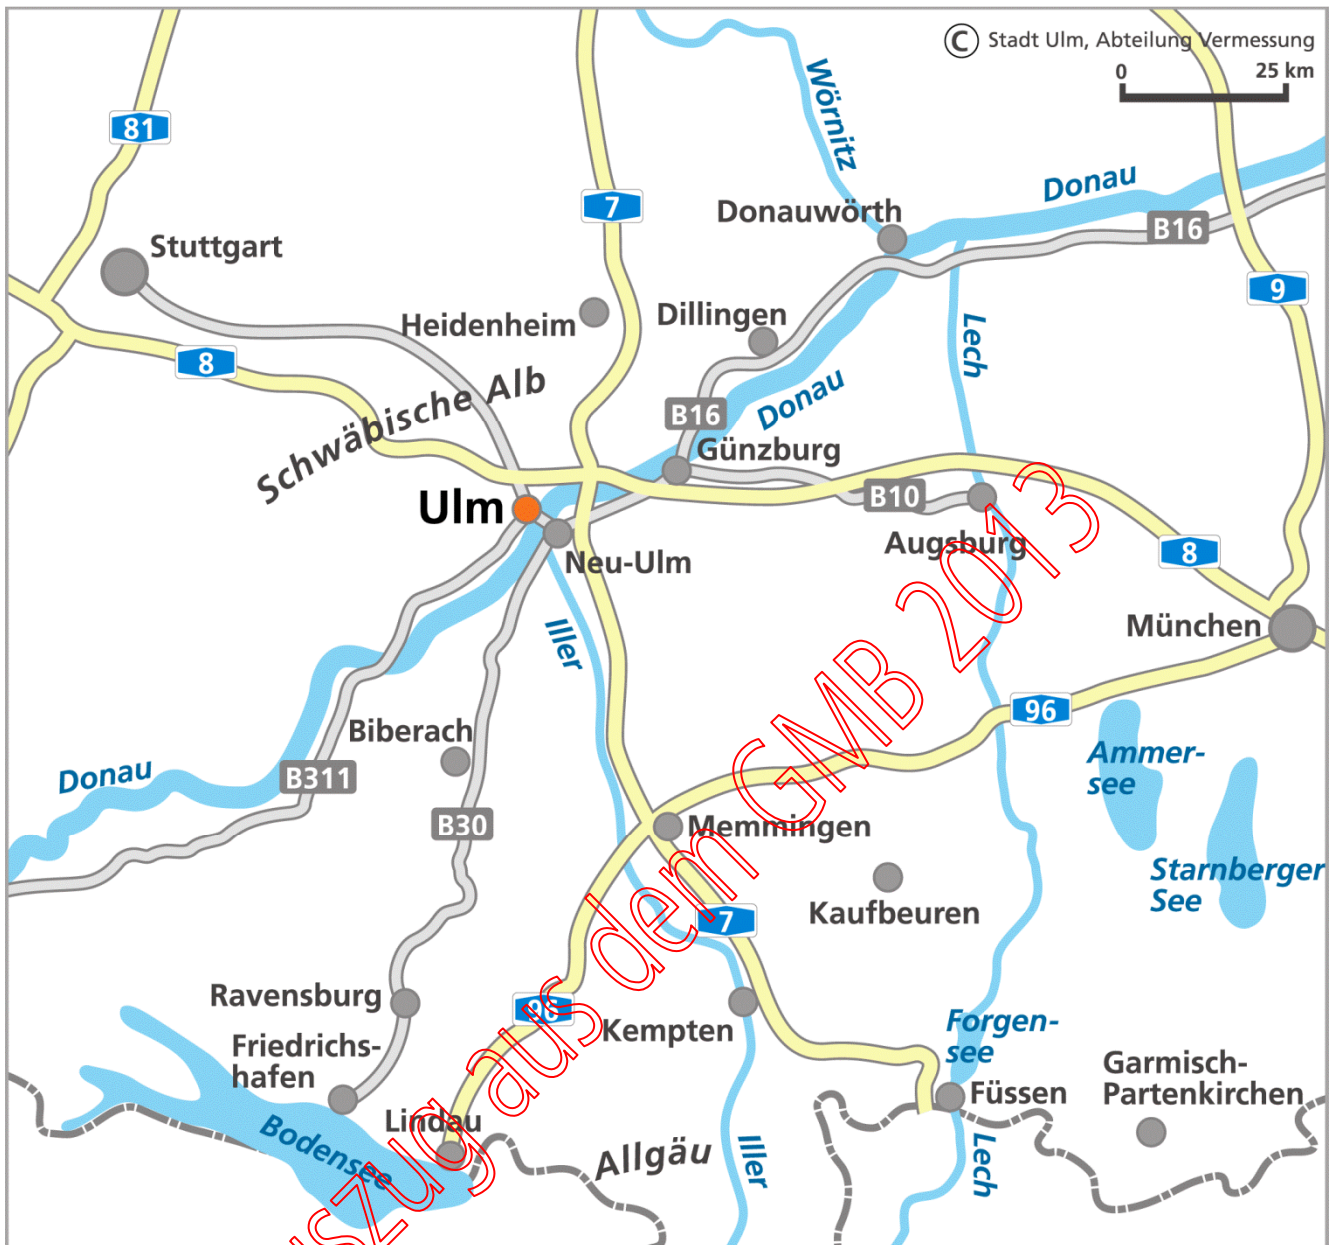 © Stadt Ulm, Abteilung Vermessung
0 25 km
81
Wörnitz
Donau
7
Donauwörth
B16
Stuttgart
9
Heidenheim
Dillingen
Lech
8
Schwäbische Alb
Donau
B16
Günzburg
Ulm
B10
Augsburg
8
Neu-Ulm
Iller
München
96
Biberach
Ammer-
see
Donau
B311
B30
Memmingen
Starnberger
See
Kaufbeuren
7
Ravensburg
96
Kempten
Forgen-
see
Friedrichs-
hafen
Garmisch-
Partenkirchen
Füssen
Lindau
Bodensee
Allgäu
Iller
Lech
uszug aus dem GMB 2013